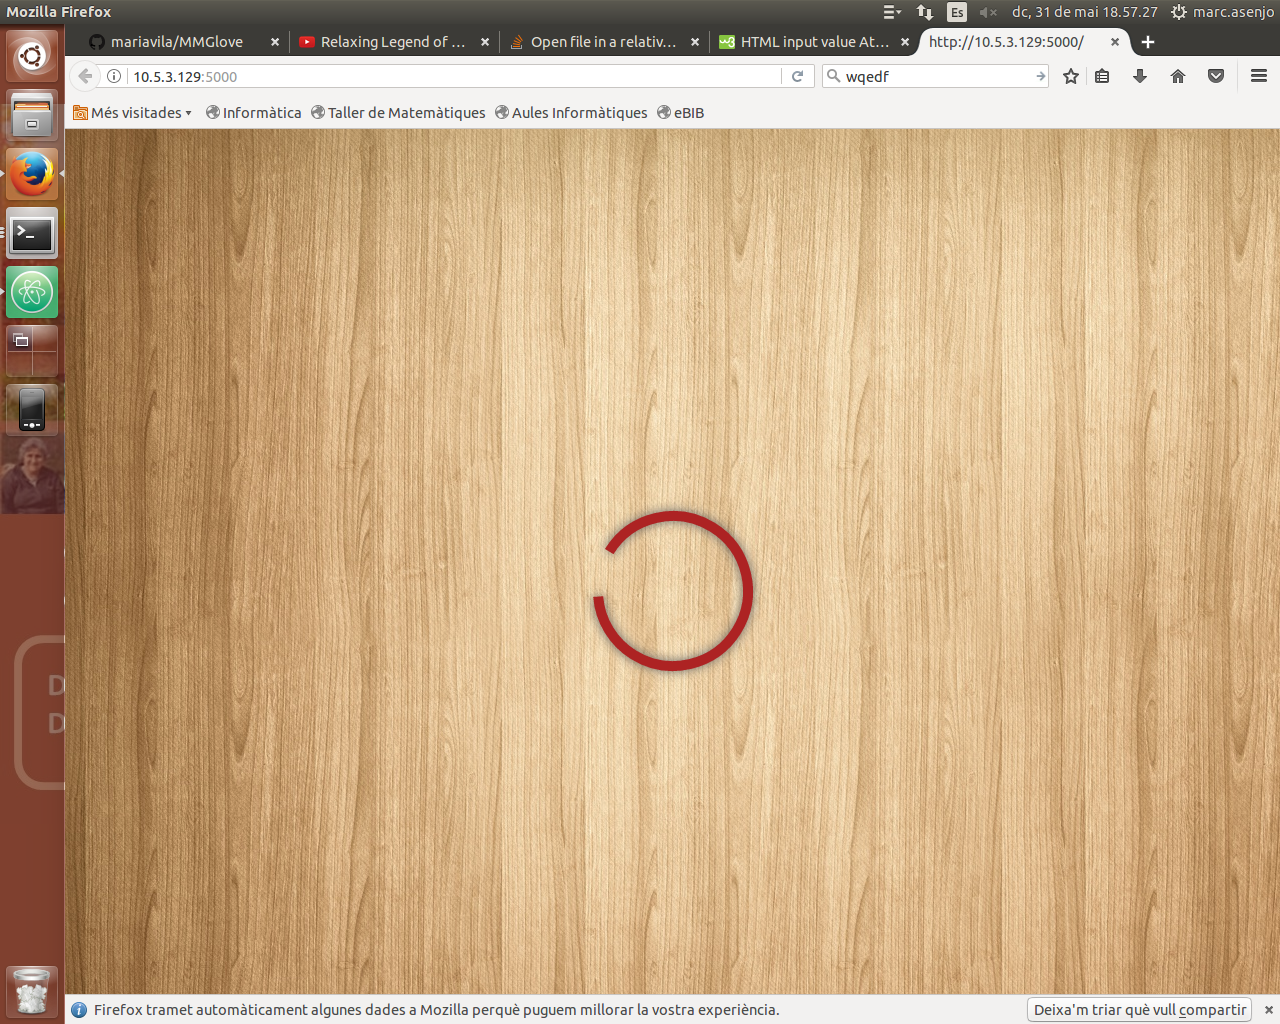 Mozilla Firefox
Es
dc, 31 de mai 18.57.27
marc.asenjo
mariavila/MMGlove
Relaxing Legend of ...
Open file in a relativ...
HTML input value At...
http://10.5.3.129:5000/
10.5.3.129:5000
wqedf
Més visitades
Informàtica
Taller de Matemàtiques
Aules Informàtiques
eBIB
D
D
Firefox tramet automàticament algunes dades a Mozilla perquè puguem millorar la vostra experiència.
Deixa'm triar què vull compartir